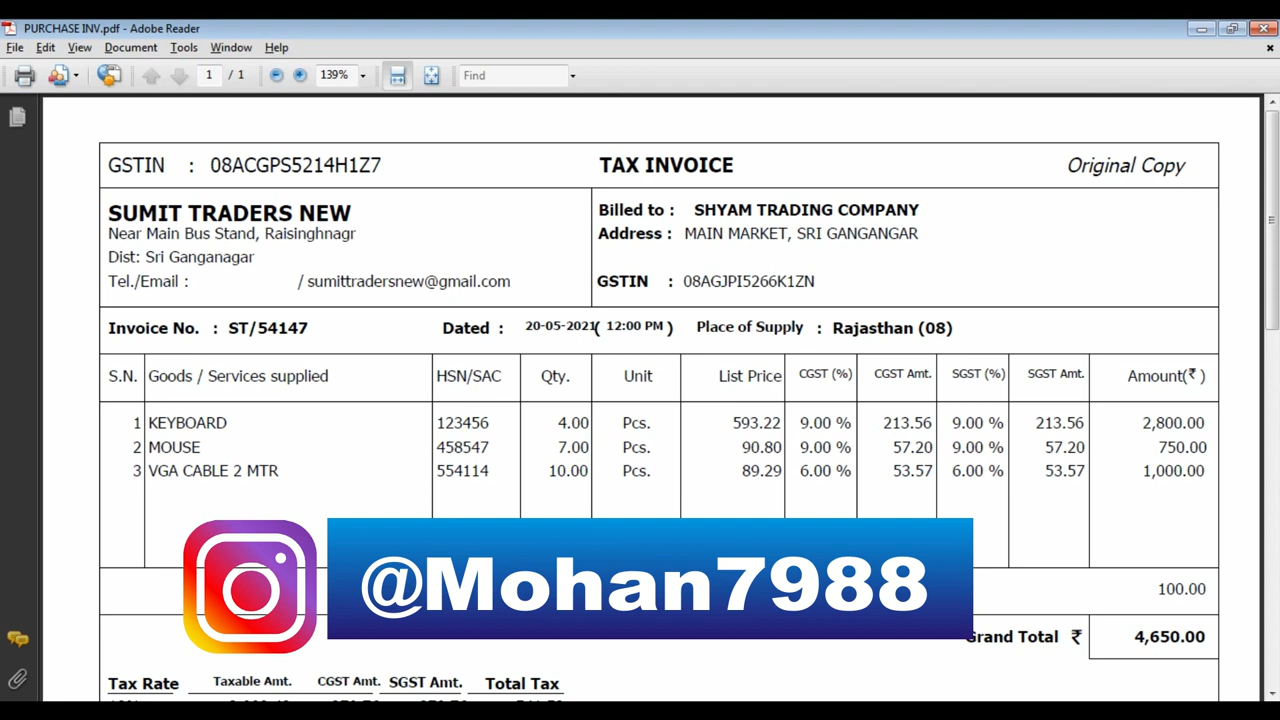 PURCHASE INV.pdf - Adobe Reader
File Edit View Document Tools Window Help
1 / 1 139% Find
GSTIN : 08ACGPS5214H1Z7 TAX INVOICE Original Copy
SUMIT TRADERS NEW
Near Main Bus Stand, Raisinghnagr
Dist: Sri Ganganagar
Tel./Email : / sumittradersnew@gmail.com
Billed to : SHYAM TRADING COMPANY
Address : MAIN MARKET, SRI GANGANGAR
GSTIN : 08AGJPI5266K1ZN
Invoice No. : ST/54147 Dated : 20-05-2021( 12:00 PM ) Place of Supply : Rajasthan (08)
S.N. Goods / Services supplied HSN/SAC Qty. Unit List Price CGST (%) CGST Amt. SGST (%) SGST Amt. Amount(₹ )
1 KEYBOARD 123456 4.00 Pcs. 593.22 9.00 % 213.56 9.00 % 213.56 2,800.00
2 MOUSE 458547 7.00 Pcs. 90.80 9.00 % 57.20 9.00 % 57.20 750.00
3 VGA CABLE 2 MTR 554114 10.00 Pcs. 89.29 6.00 % 53.57 6.00 % 53.57 1,000.00
@Mohan7988
100.00
Grand Total ₹ 4,650.00
Tax Rate Taxable Amt. CGST Amt. SGST Amt. Total Tax